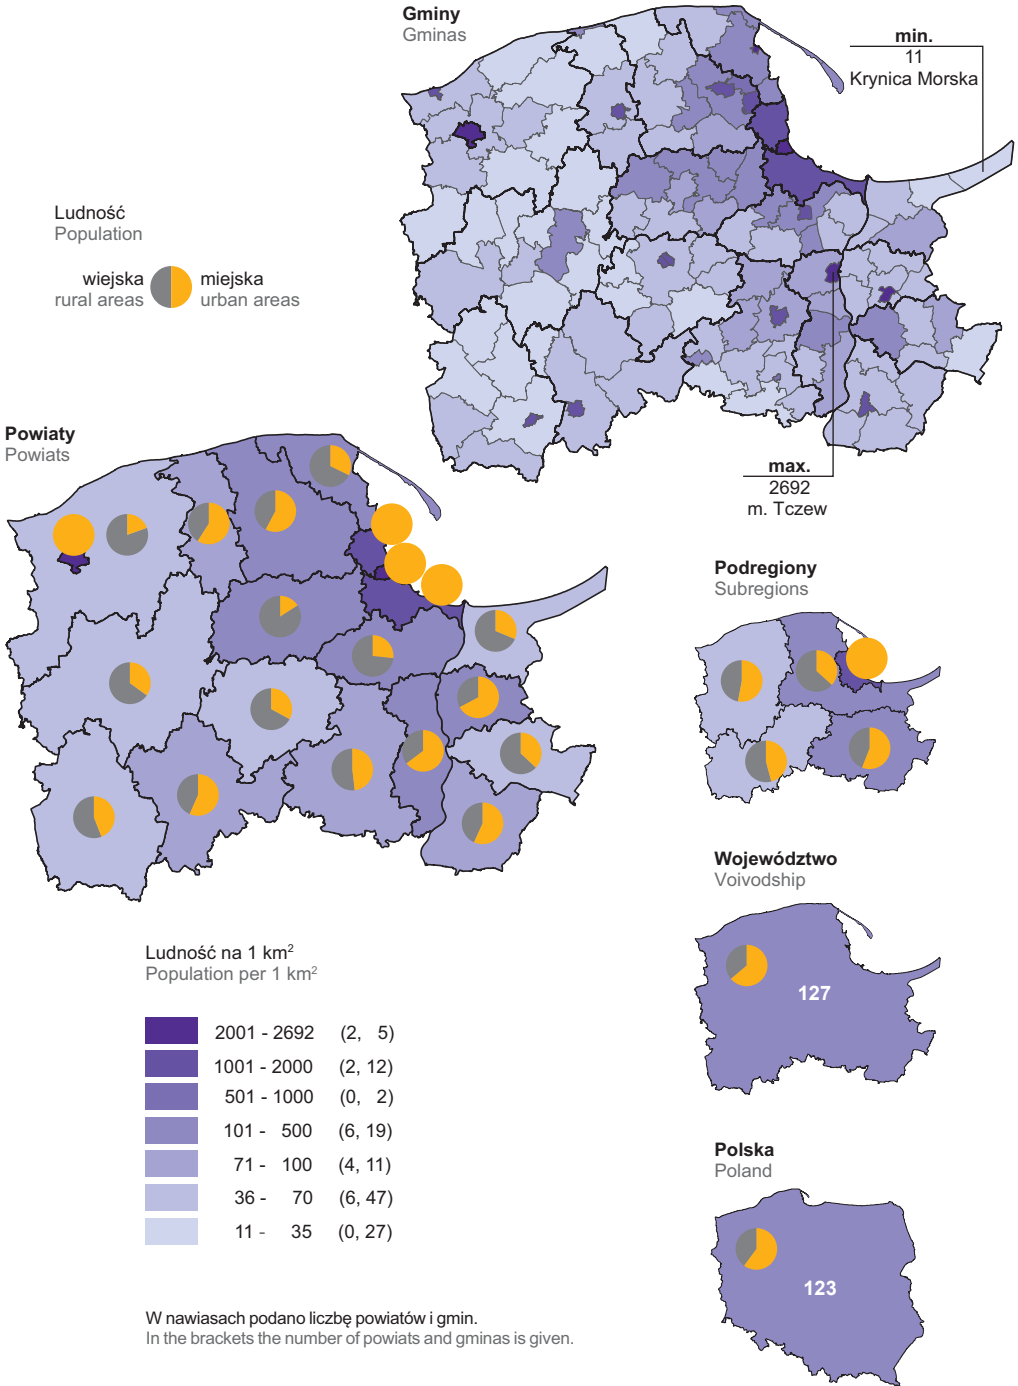 Gminy
Gminas
min.
11
Krynica Morska
Ludność
Population
wiejska
rural areas
miejska
urban areas
Powiaty
Powiats
max.
2692
m. Tczew
Podregiony
Subregions
Województwo
Voivodship
127
Ludność na 1 km²
Population per 1 km²
2001 - 2692 (2, 5)
1001 - 2000 (2, 12)
501 - 1000 (0, 2)
101 - 500 (6, 19)
71 - 100 (4, 11)
36 - 70 (6, 47)
11 - 35 (0, 27)
Polska
Poland
123
W nawiasach podano liczbę powiatów i gmin.
In the brackets the number of powiats and gminas is given.